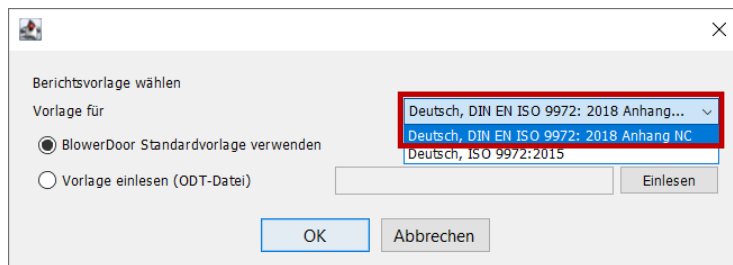 Berichtsvorlage wählen
Vorlage für
Deutsch, DIN EN ISO 9972: 2018 Anhang...
Deutsch, DIN EN ISO 9972: 2018 Anhang NC
BlowerDoor Standardvorlage verwenden
Deutsch, ISO 9972:2015
Vorlage einlesen (ODT-Datei)
Einlesen
OK
Abbrechen